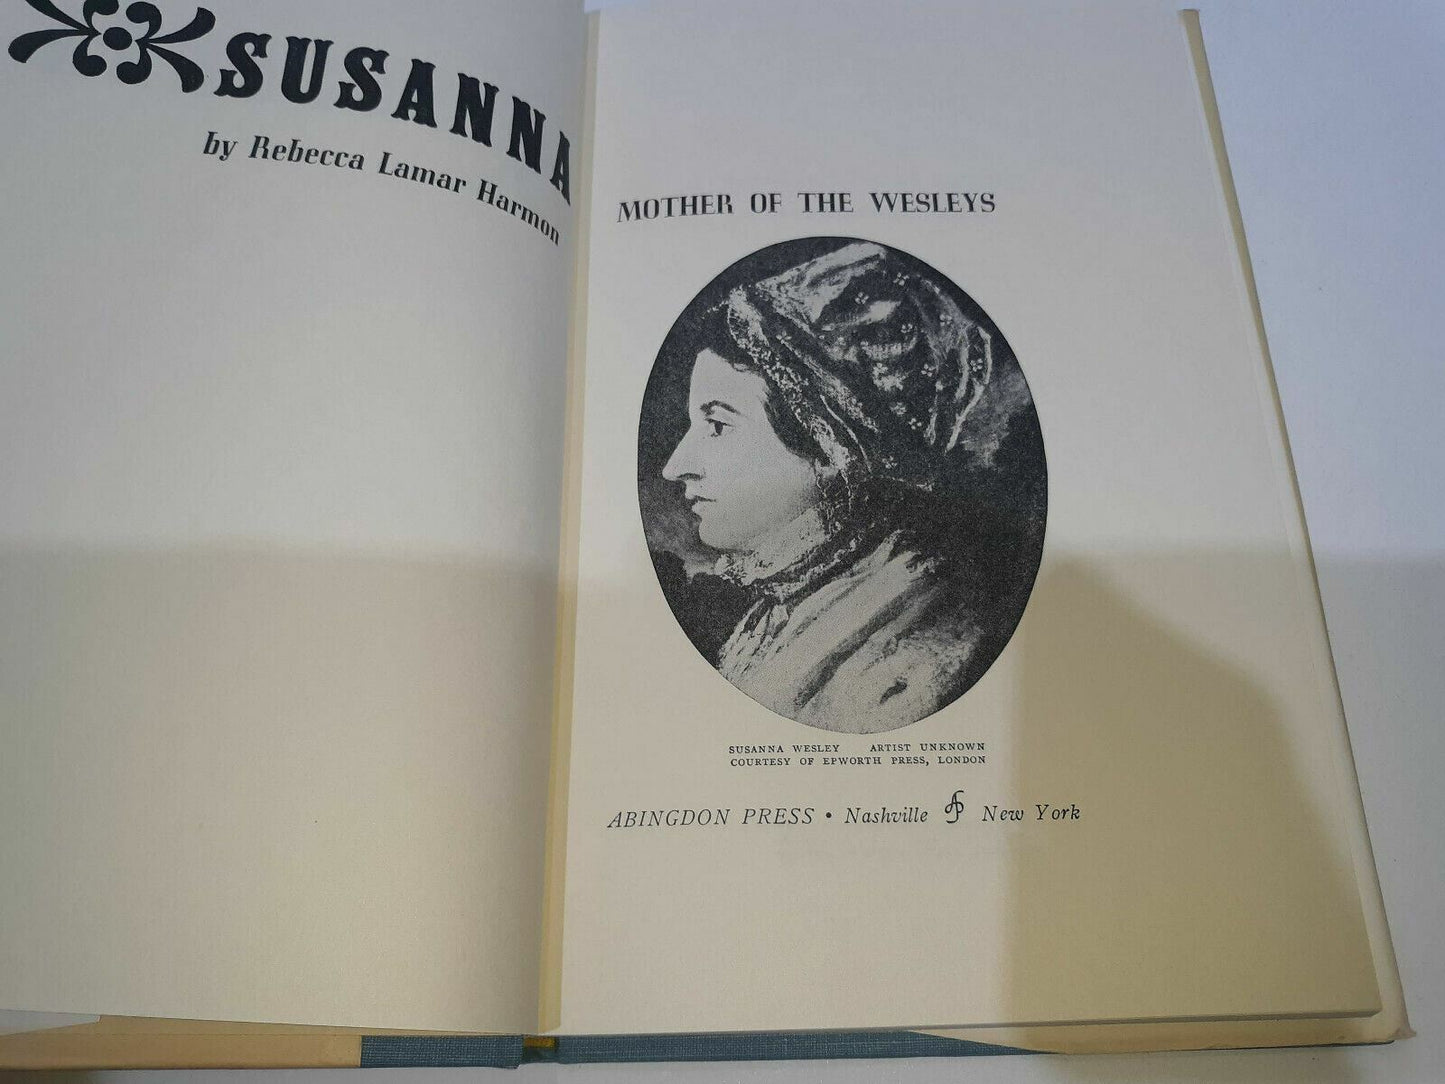 SUSANNA
by Rebecca Lamar Harmon
MOTHER OF THE WESLEYS
SUSANNA WESLEY ARTIST UNKNOWN
COURTESY OF EPWORTH PRESS, LONDON
ABINGDON PRESS • Nashville AP New York